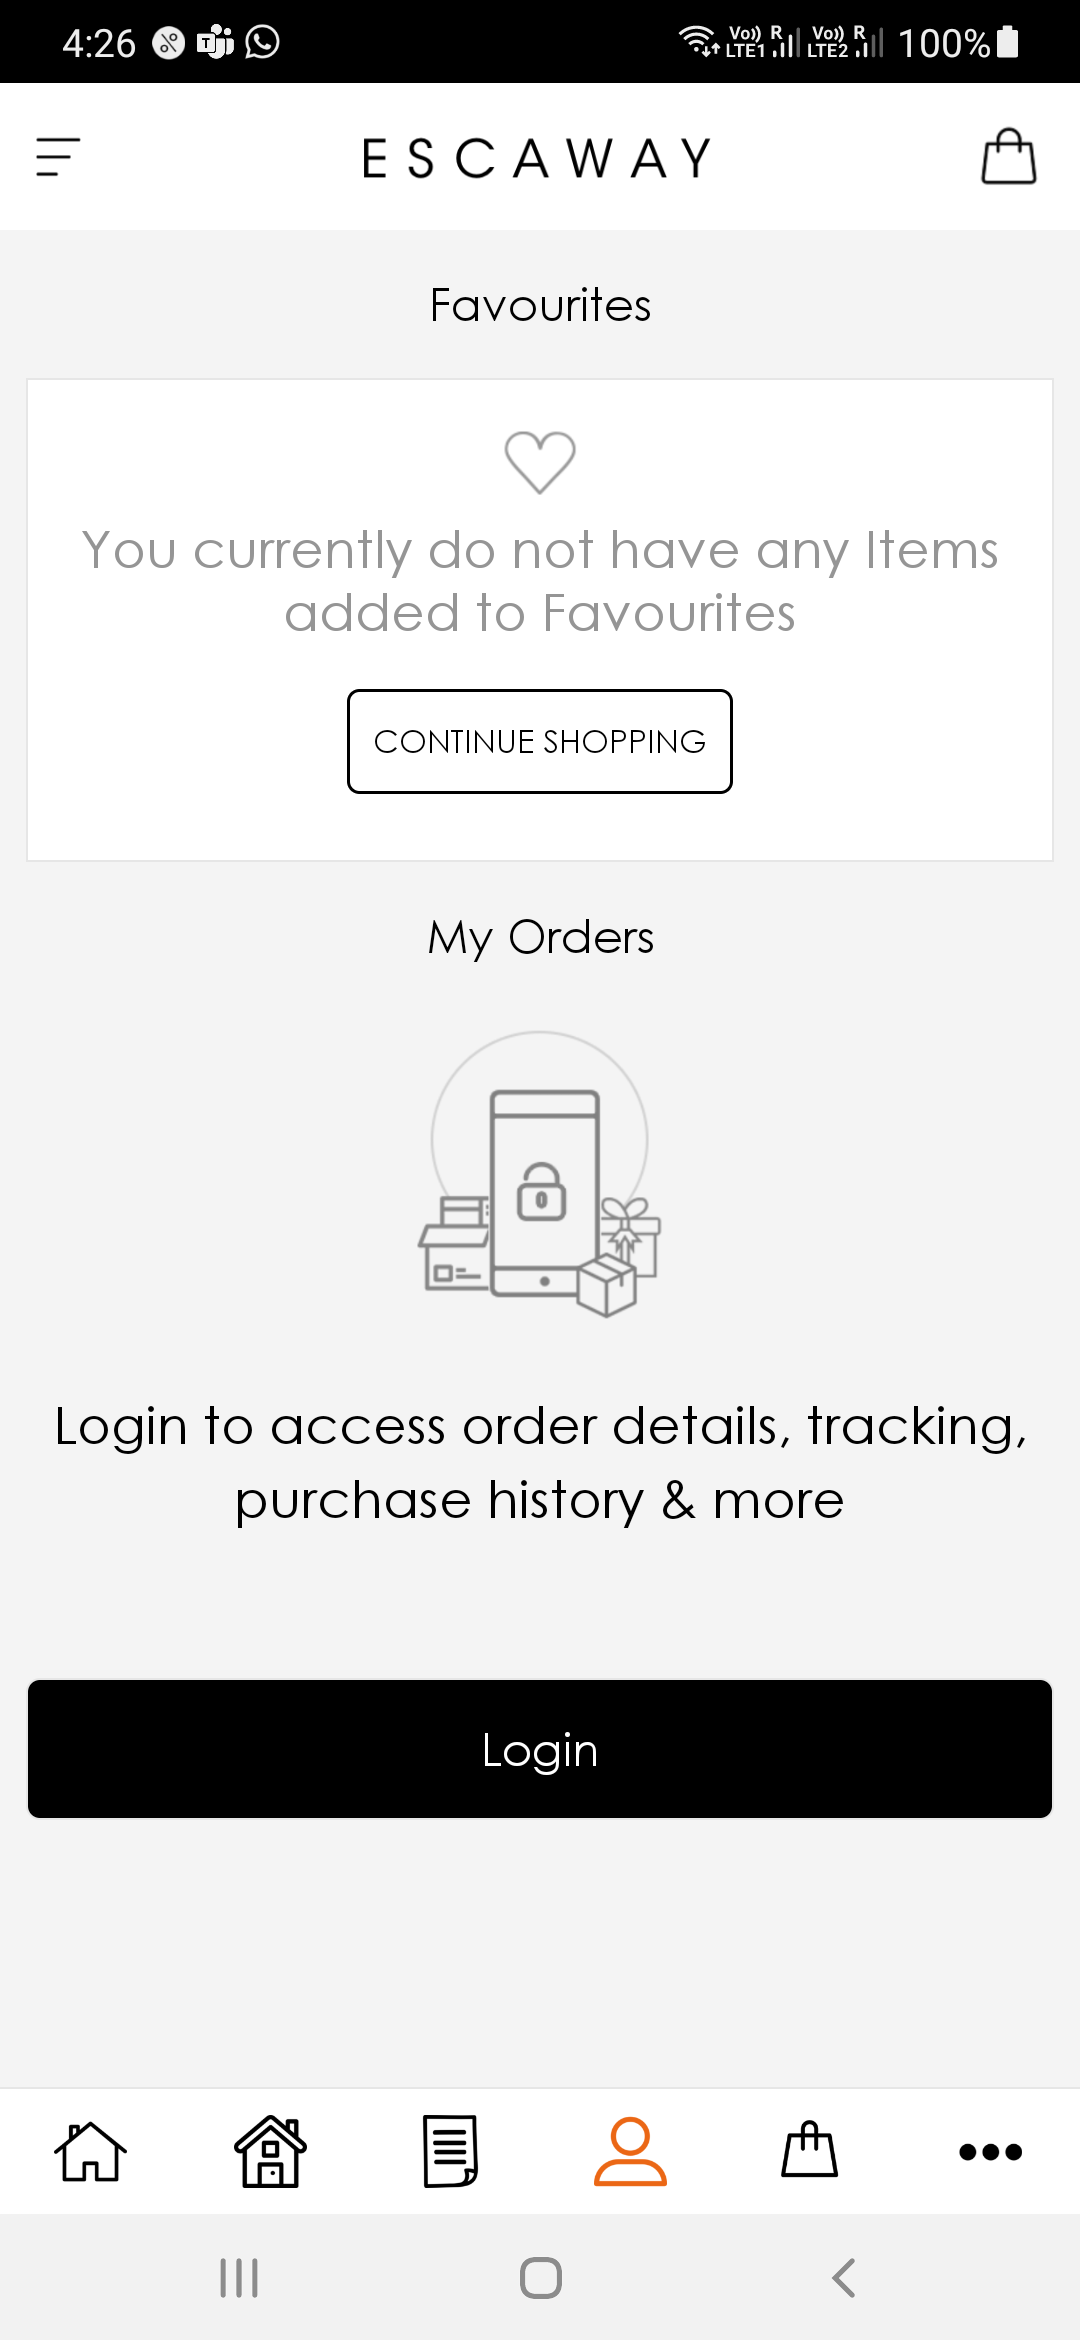 4:26
Vo)) R Vo)) R
LTE1 LTE2 100%
ESCAWAY
Favourites
You currently do not have any Items
added to Favourites
CONTINUE SHOPPING
My Orders
Login to access order details, tracking,
purchase history & more
Login